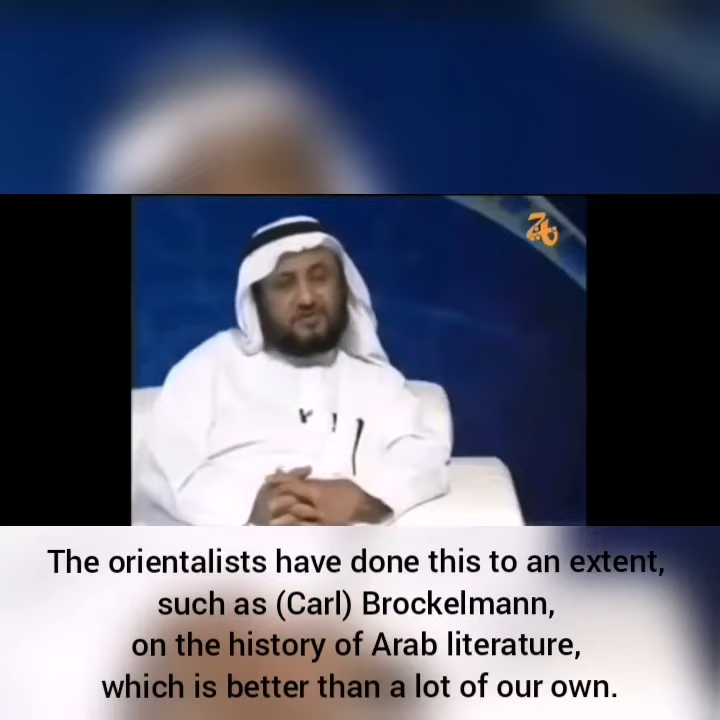 The orientalists have done this to an extent,
such as (Carl) Brockelmann,
on the history of Arab literature,
which is better than a lot of our own.